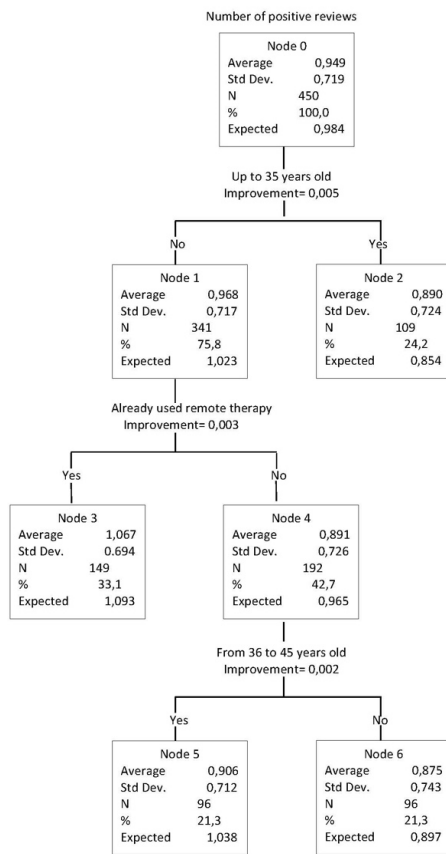 Number of positive reviews
Node 0
Average 0,949
Std Dev. 0,719
N 450
% 100,0
Expected 0,984
Up to 35 years old
Improvement= 0,005
No
Yes
Node 1
Average 0,968
Std Dev. 0,717
N 341
% 75,8
Expected 1,023
Node 2
Average 0,890
Std Dev. 0,724
N 109
% 24,2
Expected 0,854
Already used remote therapy
Improvement= 0,003
Yes
No
Node 3
Average 1,067
Std Dev. 0.694
N 149
% 33,1
Expected 1,093
Node 4
Average 0,891
Std Dev. 0,726
N 192
% 42,7
Expected 0,965
From 36 to 45 years old
Improvement= 0,002
Yes
No
Node 5
Average 0,906
Std Dev. 0,712
N 96
% 21,3
Expected 1,038
Node 6
Average 0,875
Std Dev. 0,743
N 96
% 21,3
Expected 0,897